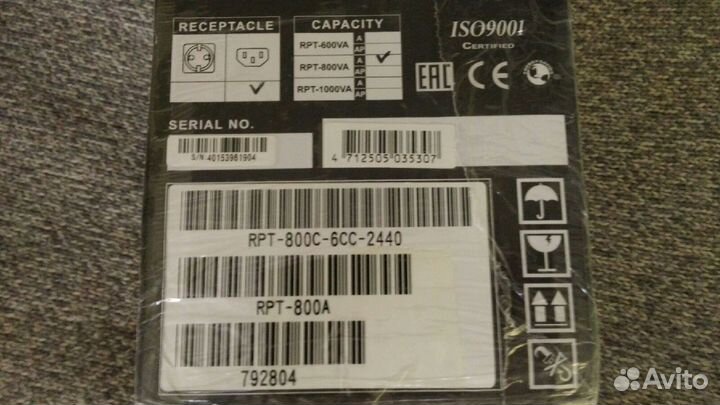 RECEPTACLE
CAPACITY
RPT-600VA A AP
RPT-800VA A AP
RPT-1000VA A AP
ISO9001
CERTIFIED
EAC CE
SERIAL NO.
S/N:40153961904
4 712505 035307
RPT-800C-6CC-2440
RPT-800A
792804
Avito